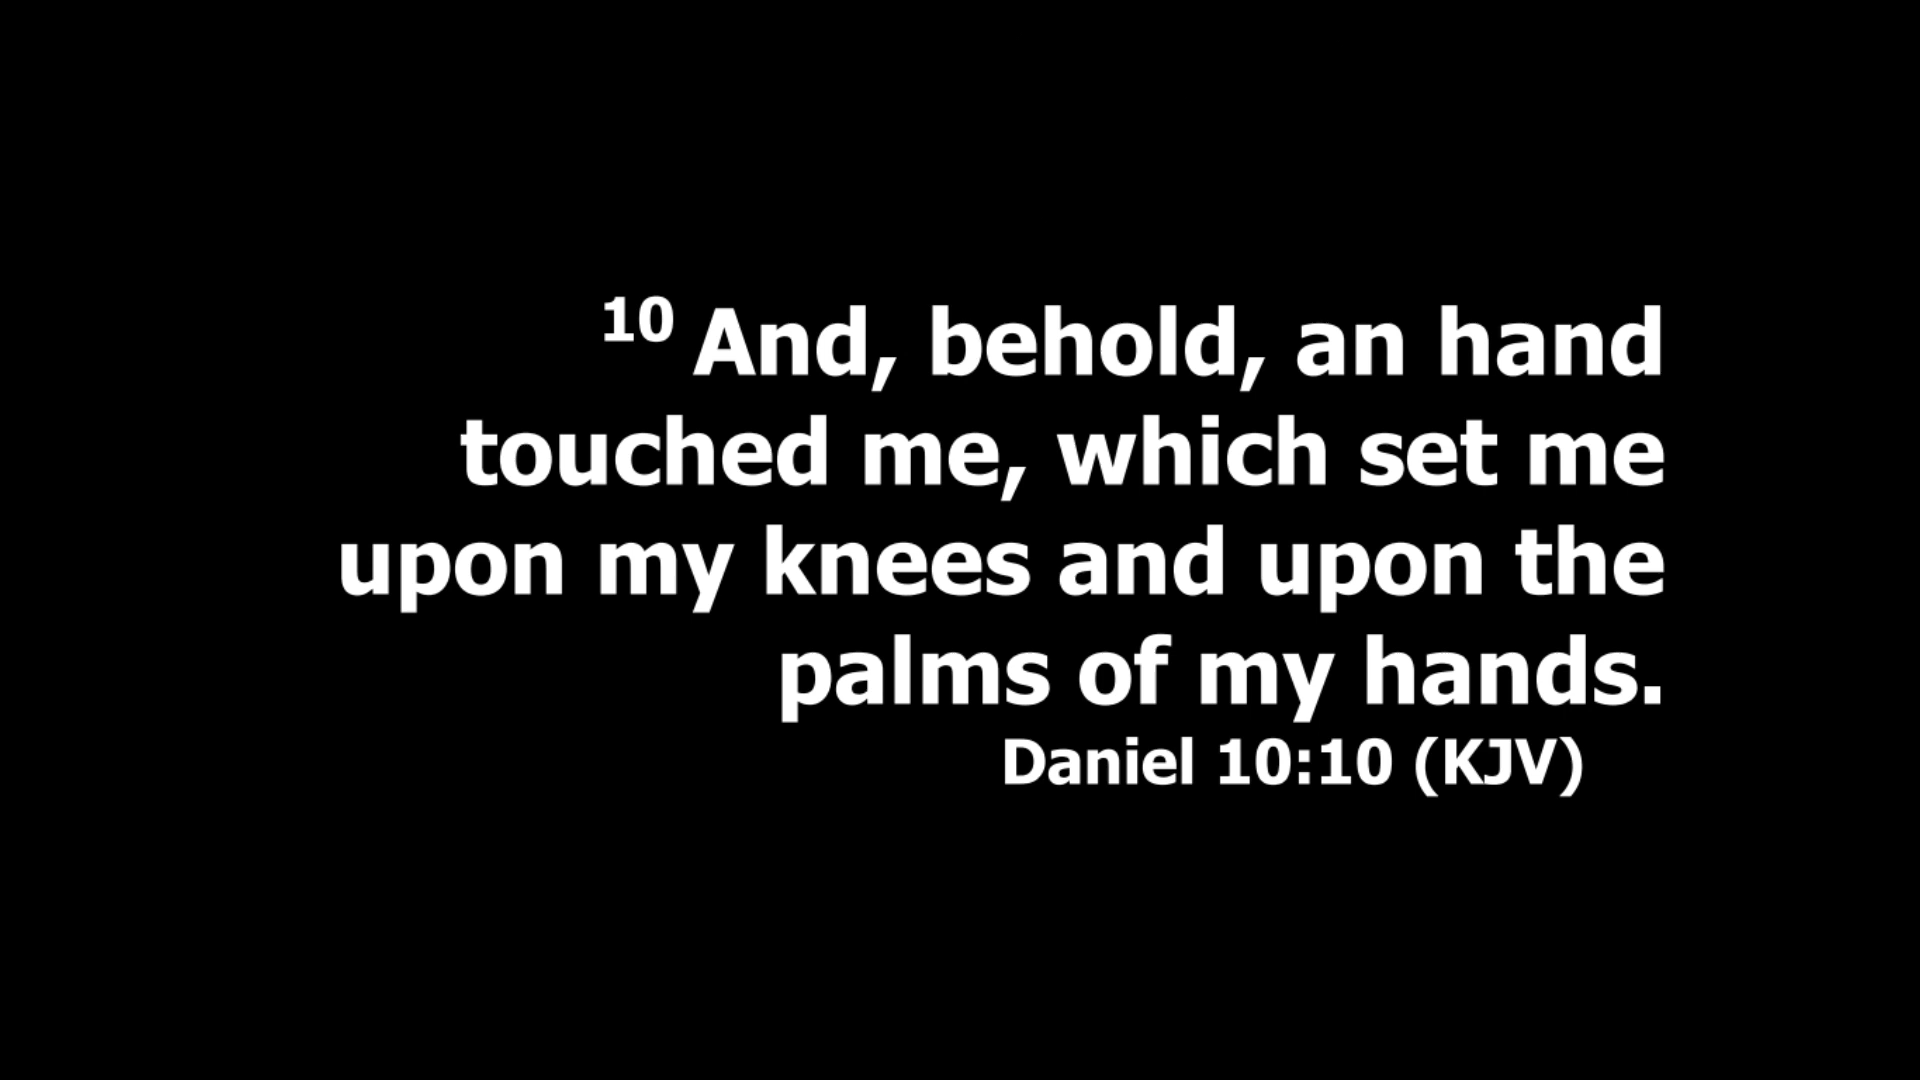 10 And, behold, an hand
touched me, which set me
upon my knees and upon the
palms of my hands.
Daniel 10:10 (KJV)